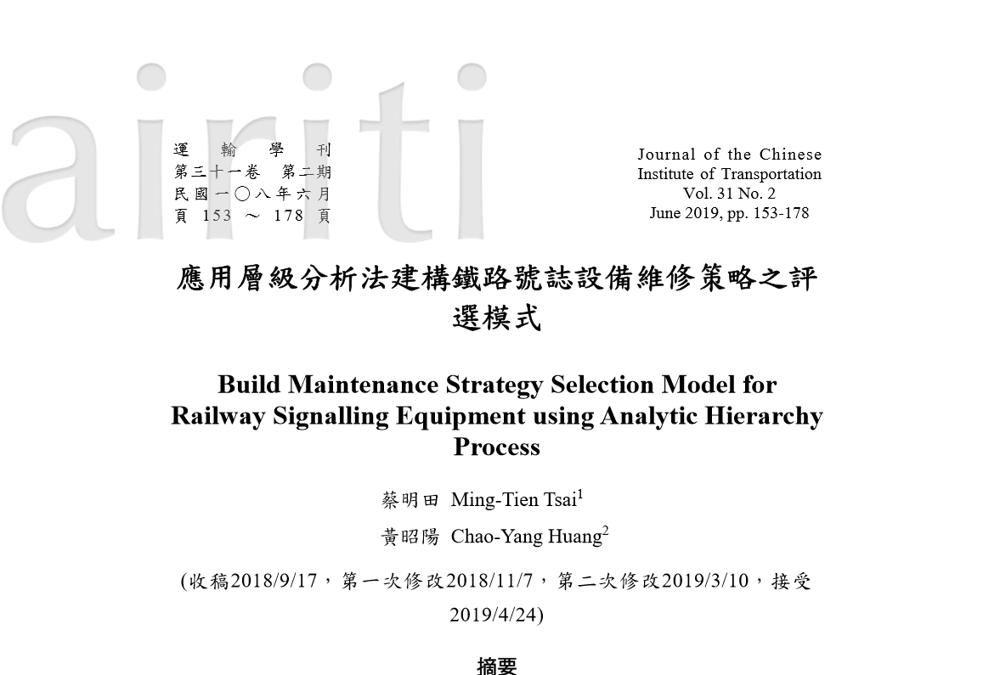 airiti
運輸學刊
第三十一卷 第二期
民國一〇八年六月
頁 153 ~ 178 頁
Journal of the Chinese
Institute of Transportation
Vol. 31 No. 2
June 2019, pp. 153-178
應用層級分析法建構鐵路號誌設備維修策略之評
選模式
Build Maintenance Strategy Selection Model for
Railway Signalling Equipment using Analytic Hierarchy
Process
蔡明田 Ming-Tien Tsai1
黃昭陽 Chao-Yang Huang2
(收稿2018/9/17，第一次修改2018/11/7，第二次修改2019/3/10，接受
2019/4/24)
摘要